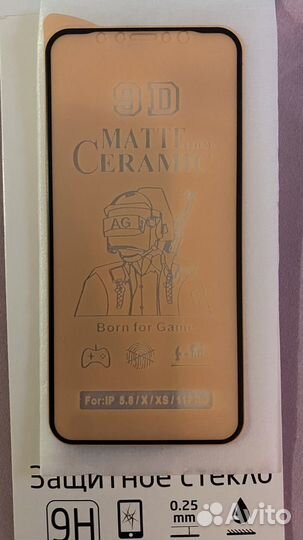 9D
MATTE
CERAMIC
AG
Born for Game
For:IP 5.8/X/XS/11PRO
Защитное стекло
9H
0.25
mm
Avito